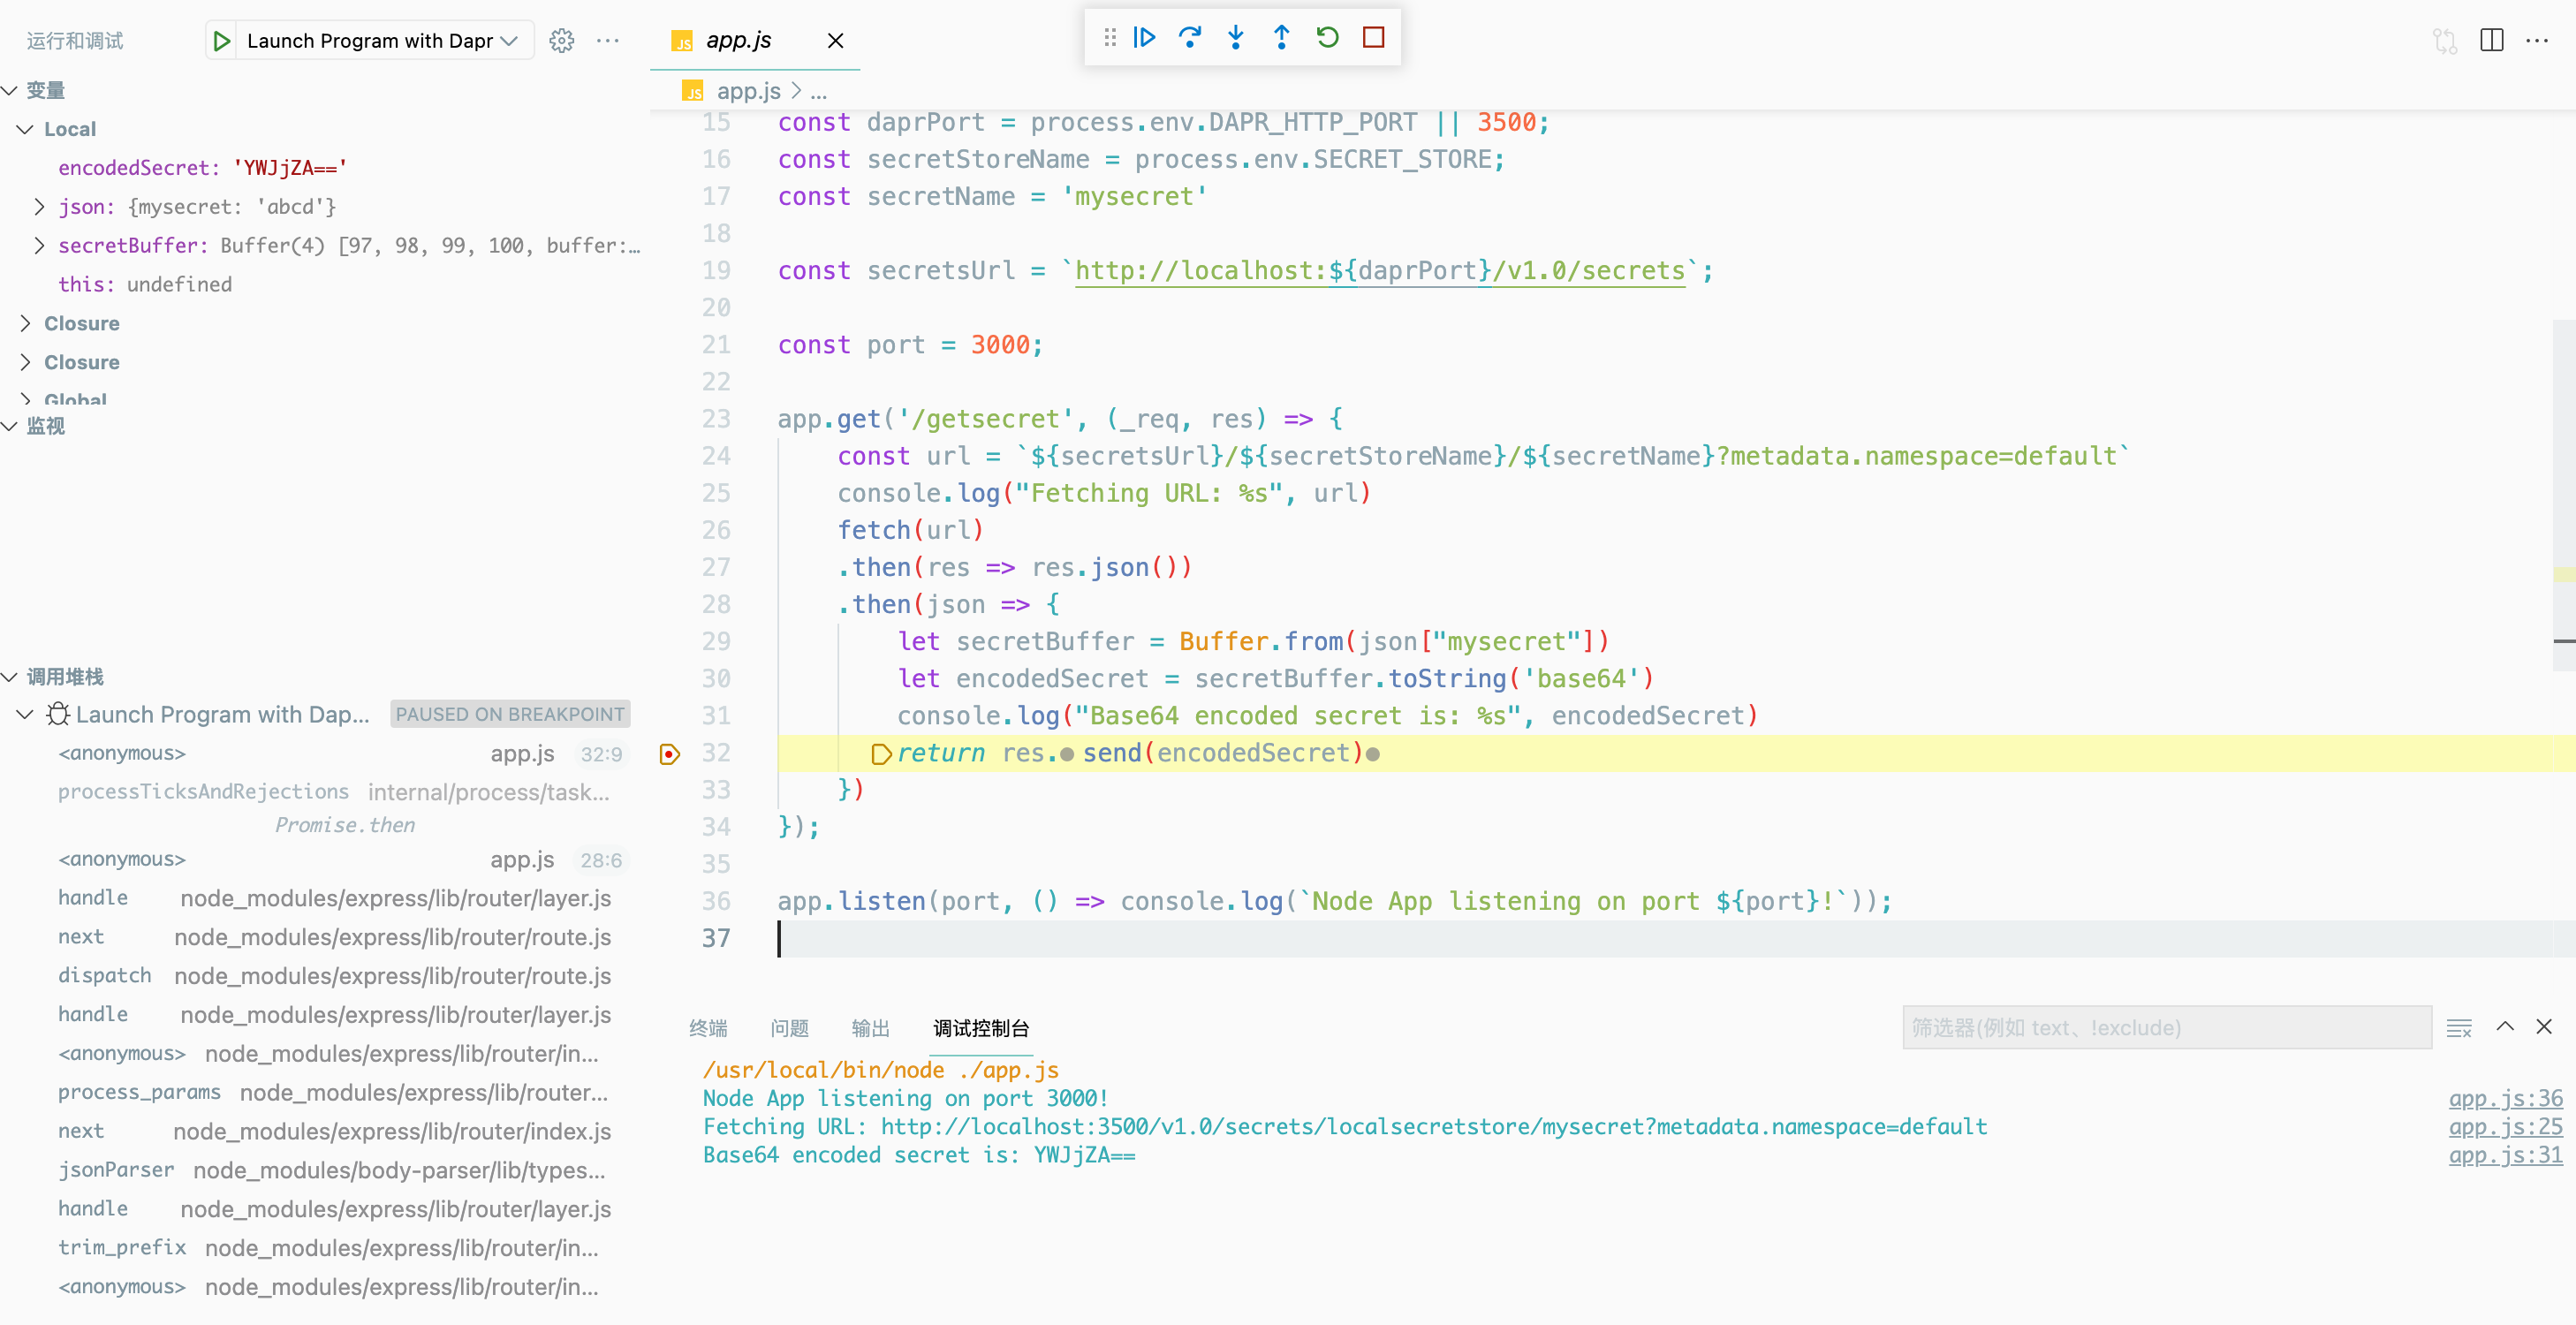 运行和调试
Launch Program with Dapr
变量
Local
encodedSecret: 'YWJjZA=='
json: {mysecret: 'abcd'}
secretBuffer: Buffer(4) [97, 98, 99, 100, buffer:…
this: undefined
Closure
Closure
Global
监视
调用堆栈
Launch Program with Dap... PAUSED ON BREAKPOINT
<anonymous> app.js 32:9
processTicksAndRejections internal/process/task...
Promise.then
<anonymous> app.js 28:6
handle node_modules/express/lib/router/layer.js
next node_modules/express/lib/router/route.js
dispatch node_modules/express/lib/router/route.js
handle node_modules/express/lib/router/layer.js
<anonymous> node_modules/express/lib/router/in...
process_params node_modules/express/lib/router...
next node_modules/express/lib/router/index.js
jsonParser node_modules/body-parser/lib/types...
handle node_modules/express/lib/router/layer.js
trim_prefix node_modules/express/lib/router/in...
<anonymous> node_modules/express/lib/router/in...
JS app.js
JS app.js > ...
15 const daprPort = process.env.DAPR_HTTP_PORT || 3500;
16 const secretStoreName = process.env.SECRET_STORE;
17 const secretName = 'mysecret'
18
19 const secretsUrl = `http://localhost:${daprPort}/v1.0/secrets`;
20
21 const port = 3000;
22
23 app.get('/getsecret', (_req, res) => {
24 const url = `${secretsUrl}/${secretStoreName}/${secretName}?metadata.namespace=default`
25 console.log("Fetching URL: %s", url)
26 fetch(url)
27 .then(res => res.json())
28 .then(json => {
29 let secretBuffer = Buffer.from(json["mysecret"])
30 let encodedSecret = secretBuffer.toString('base64')
31 console.log("Base64 encoded secret is: %s", encodedSecret)
32 return res.send(encodedSecret)
33 })
34 });
35
36 app.listen(port, () => console.log(`Node App listening on port ${port}!`));
37
终端 问题 输出 调试控制台
筛选器(例如 text、!exclude)
/usr/local/bin/node ./app.js
Node App listening on port 3000! app.js:36
Fetching URL: http://localhost:3500/v1.0/secrets/localsecretstore/mysecret?metadata.namespace=default app.js:25
Base64 encoded secret is: YWJjZA== app.js:31